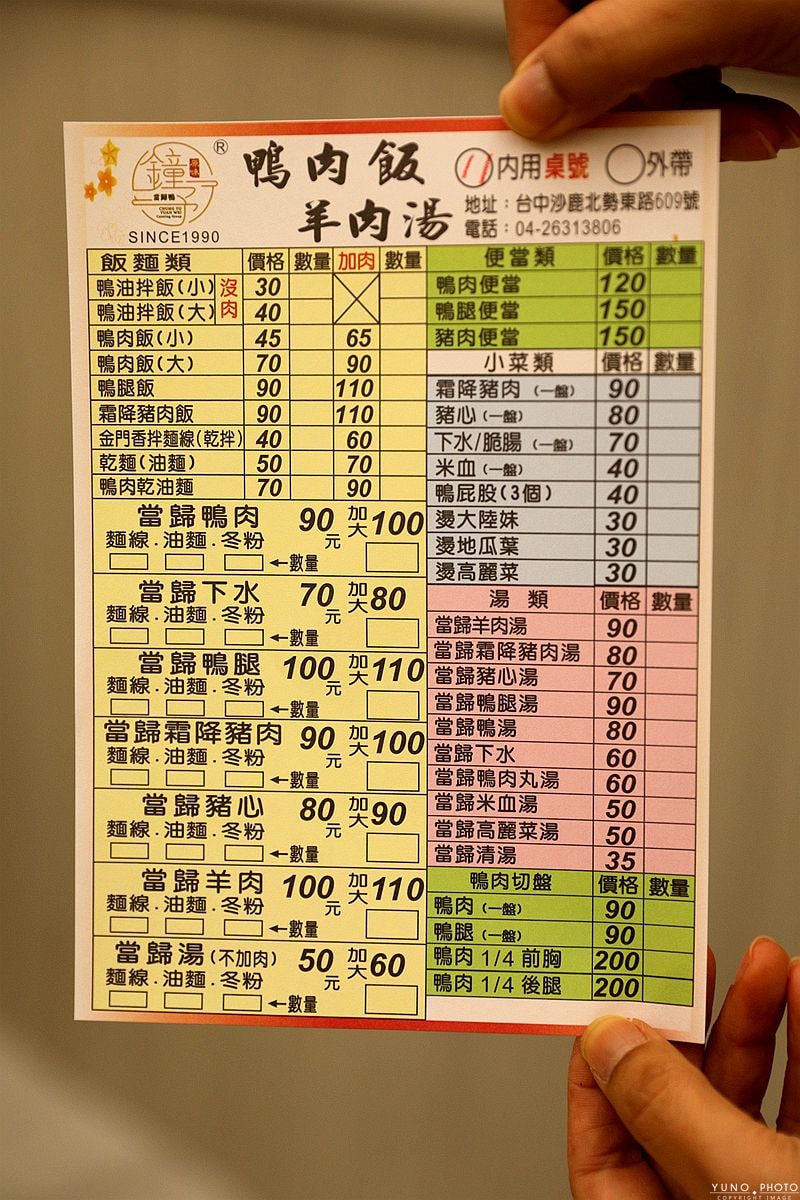 鐘子
原味
當歸鴨
CHUNG TU
YUAN WEI
Catering Group
®
SINCE1990
鴨肉飯
羊肉湯
內用桌號 外帶
地址：台中沙鹿北勢東路609號
電話：04-26313806
飯麵類 價格 數量 加肉 數量
鴨油拌飯(小) 沒肉 30
鴨油拌飯(大) 40
鴨肉飯(小) 45 65
鴨肉飯(大) 70 90
鴨腿飯 90 110
霜降豬肉飯 90 110
金門香拌麵線(乾拌) 40 60
乾麵(油麵) 50 70
鴨肉乾油麵 70 90
當歸鴨肉 90元 加大100
麵線.油麵.冬粉
←數量
當歸下水 70元 加大80
麵線.油麵.冬粉
←數量
當歸鴨腿 100元 加大110
麵線.油麵.冬粉
←數量
當歸霜降豬肉 90元 加大100
麵線.油麵.冬粉
←數量
當歸豬心 80元 加大90
麵線.油麵.冬粉
←數量
當歸羊肉 100元 加大110
麵線.油麵.冬粉
←數量
當歸湯(不加肉) 50元 加大60
麵線.油麵.冬粉
←數量
便當類 價格 數量
鴨肉便當 120
鴨腿便當 150
豬肉便當 150
小菜類 價格 數量
霜降豬肉(一盤) 90
豬心(一盤) 80
下水/脆腸(一盤) 70
米血(一盤) 40
鴨屁股(3個) 40
燙大陸妹 30
燙地瓜葉 30
燙高麗菜 30
湯類 價格 數量
當歸羊肉湯 90
當歸霜降豬肉湯 80
當歸豬心湯 70
當歸鴨腿湯 90
當歸鴨湯 80
當歸下水 60
當歸鴨肉丸湯 60
當歸米血湯 50
當歸高麗菜湯 50
當歸清湯 35
鴨肉切盤 價格 數量
鴨肉(一盤) 90
鴨腿(一盤) 90
鴨肉 1/4 前胸 200
鴨肉 1/4 後腿 200
YUNO.PHOTO
COPYRIGHT IMAGE